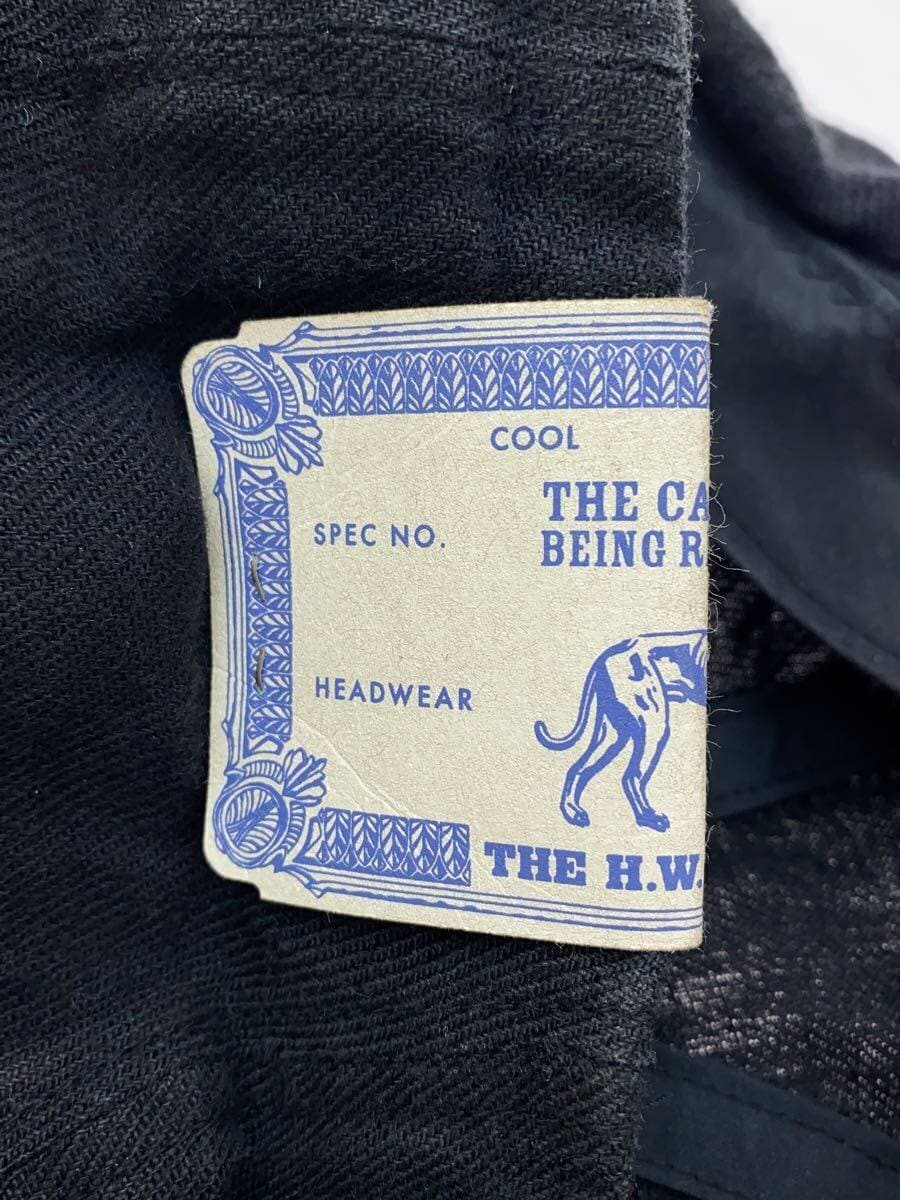 COOL
THE CA
BEING R
SPEC NO.
HEADWEAR
THE H.W.